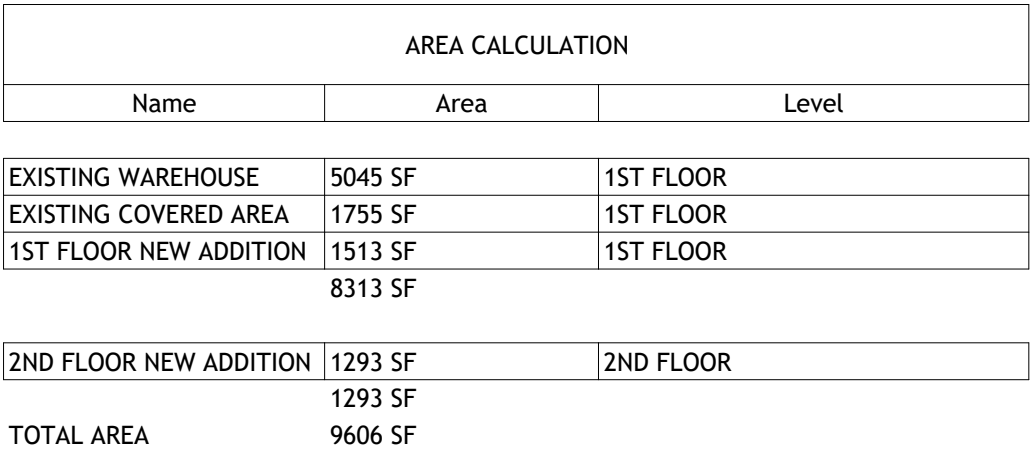 AREA CALCULATION
Name Area Level
EXISTING WAREHOUSE 5045 SF 1ST FLOOR
EXISTING COVERED AREA 1755 SF 1ST FLOOR
1ST FLOOR NEW ADDITION 1513 SF 1ST FLOOR
8313 SF
2ND FLOOR NEW ADDITION 1293 SF 2ND FLOOR
1293 SF
TOTAL AREA 9606 SF